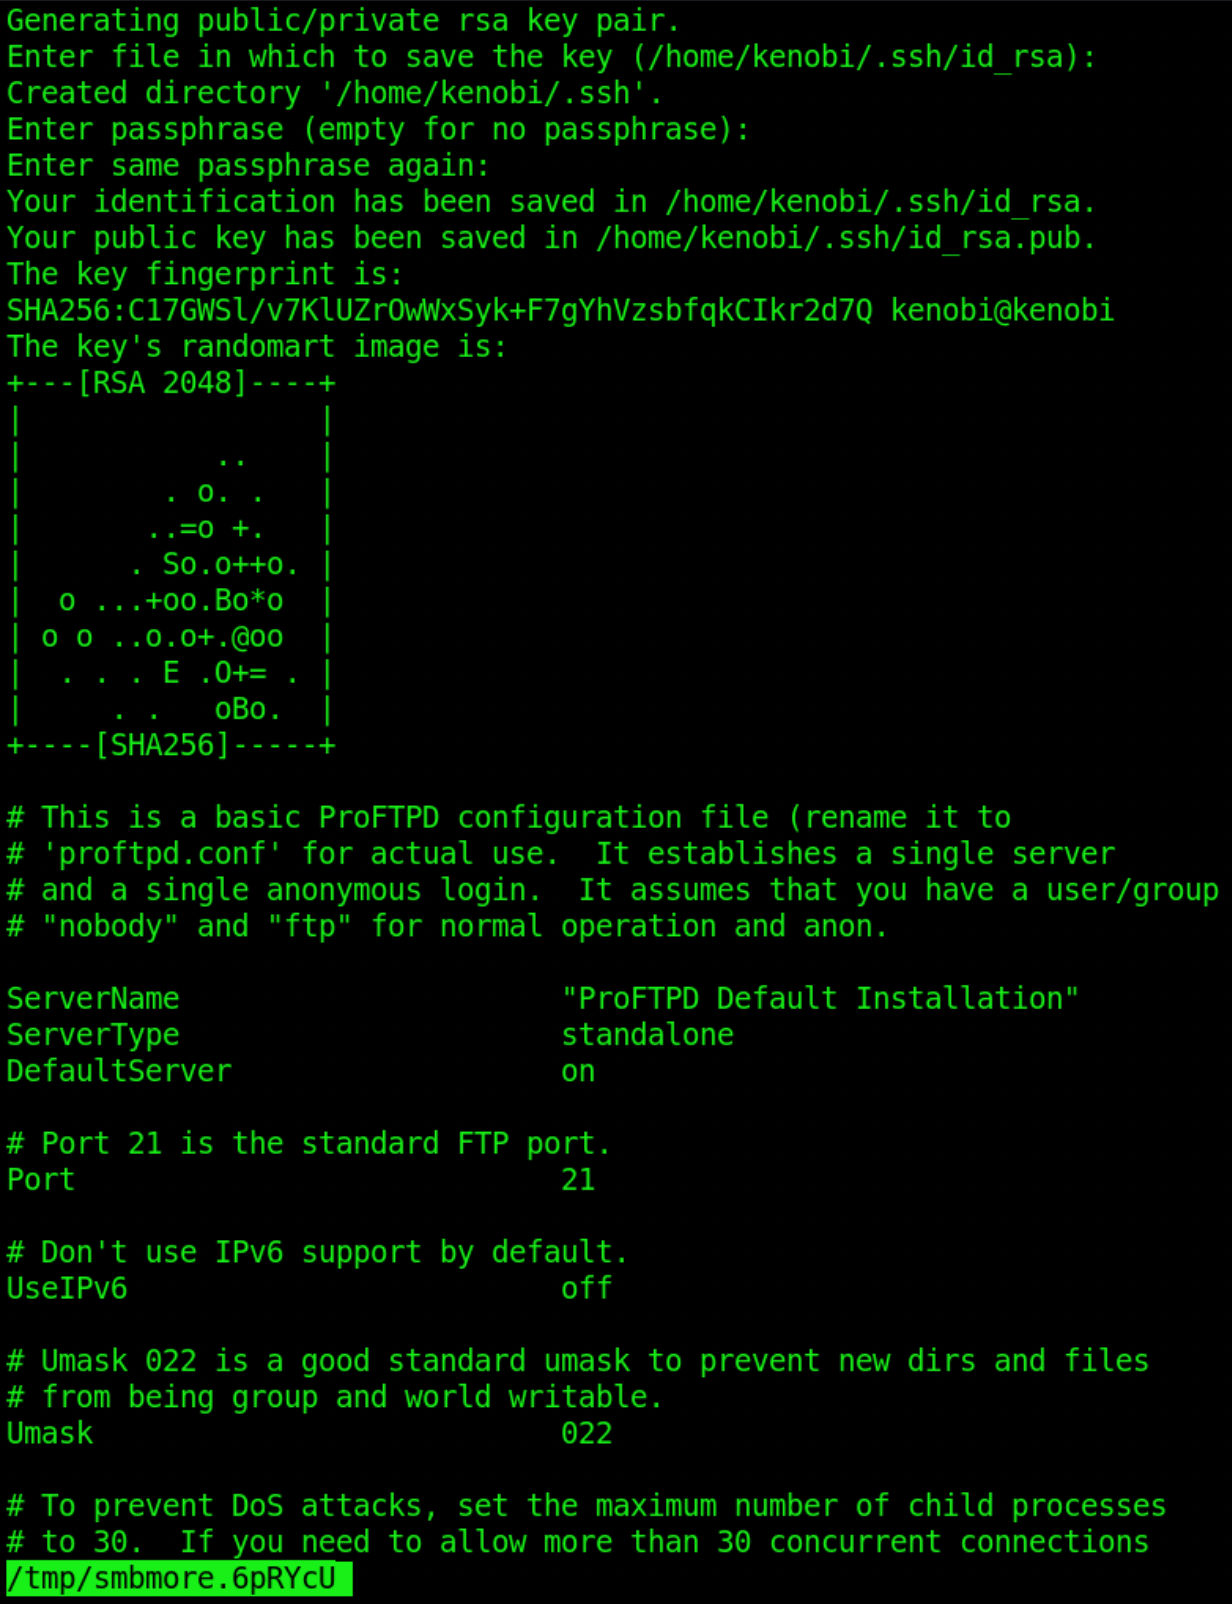 Generating public/private rsa key pair.
Enter file in which to save the key (/home/kenobi/.ssh/id_rsa):
Created directory '/home/kenobi/.ssh'.
Enter passphrase (empty for no passphrase):
Enter same passphrase again:
Your identification has been saved in /home/kenobi/.ssh/id_rsa.
Your public key has been saved in /home/kenobi/.ssh/id_rsa.pub.
The key fingerprint is:
SHA256:C17GWSl/v7KlUZrOwWxSyk+F7gYhVzsbfqkCIkr2d7Q kenobi@kenobi
The key's randomart image is:
+---[RSA 2048]----+
|                 |
|           ..    |
|        . o. .   |
|       ..=o +.   |
|      . So.o++o. |
|  o ...+oo.Bo*o  |
| o o ..o.o+.@oo  |
|  . . . E .O+= . |
|     . .   oBo.  |
+----[SHA256]-----+
# This is a basic ProFTPD configuration file (rename it to
# 'proftpd.conf' for actual use.  It establishes a single server
# and a single anonymous login.  It assumes that you have a user/group
# "nobody" and "ftp" for normal operation and anon.
ServerName                      "ProFTPD Default Installation"
ServerType                      standalone
DefaultServer                   on
# Port 21 is the standard FTP port.
Port                            21
# Don't use IPv6 support by default.
UseIPv6                         off
# Umask 022 is a good standard umask to prevent new dirs and files
# from being group and world writable.
Umask                           022
# To prevent DoS attacks, set the maximum number of child processes
# to 30.  If you need to allow more than 30 concurrent connections
/tmp/smbmore.6pRYcU